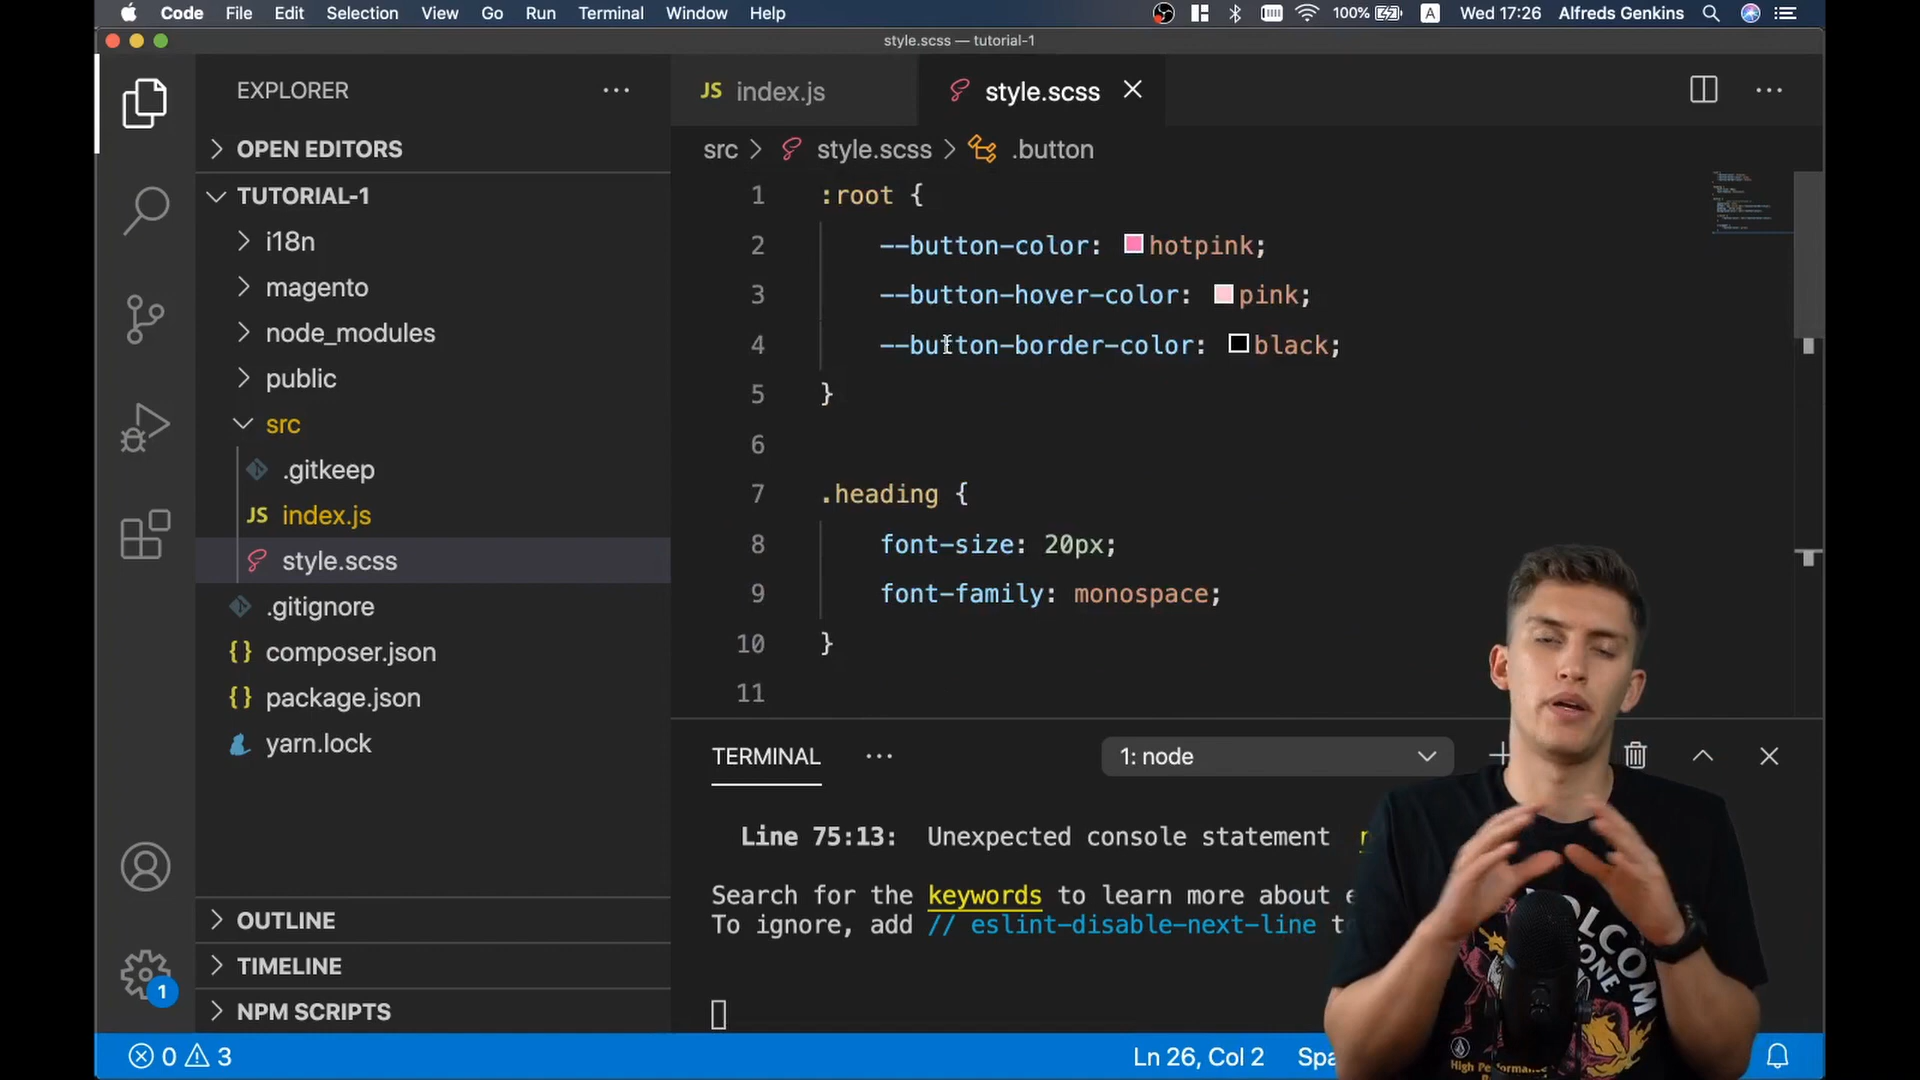 Code File Edit Selection View Go Run Terminal Window Help 100% A Wed 17:26 Alfreds Genkins
style.scss — tutorial-1
EXPLORER
OPEN EDITORS
TUTORIAL-1
i18n
magento
node_modules
public
src
.gitkeep
JS index.js
style.scss
.gitignore
{} composer.json
{} package.json
yarn.lock
OUTLINE
TIMELINE
NPM SCRIPTS
1
JS index.js
style.scss
src > style.scss > .button
1 :root {
2 --button-color: hotpink;
3 --button-hover-color: pink;
4 --button-border-color: black;
5 }
6
7 .heading {
8 font-size: 20px;
9 font-family: monospace;
10 }
11
TERMINAL
1: node
Line 75:13: Unexpected console statement
Search for the keywords to learn more about
To ignore, add // eslint-disable-next-line
0 3
Ln 26, Col 2
High Performance